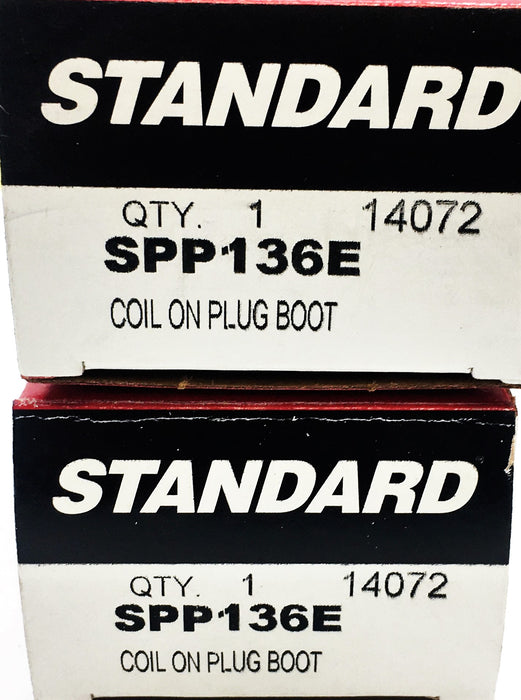 STANDARD
QTY. 1 14072
SPP136E
COIL ON PLUG BOOT
STANDARD
QTY. 1 14072
SPP136E
COIL ON PLUG BOOT